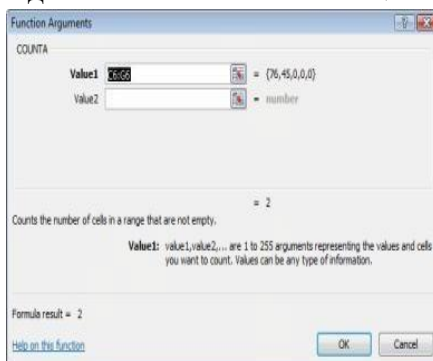 Function Arguments
COUNTA
Value1 C6:G6 = {76,45,0,0,0}
Value2 = number
= 2
Counts the number of cells in a range that are not empty.
Value1: value1,value2,... are 1 to 255 arguments representing the values and cells
you want to count. Values can be any type of information.
Formula result = 2
Help on this function OK Cancel